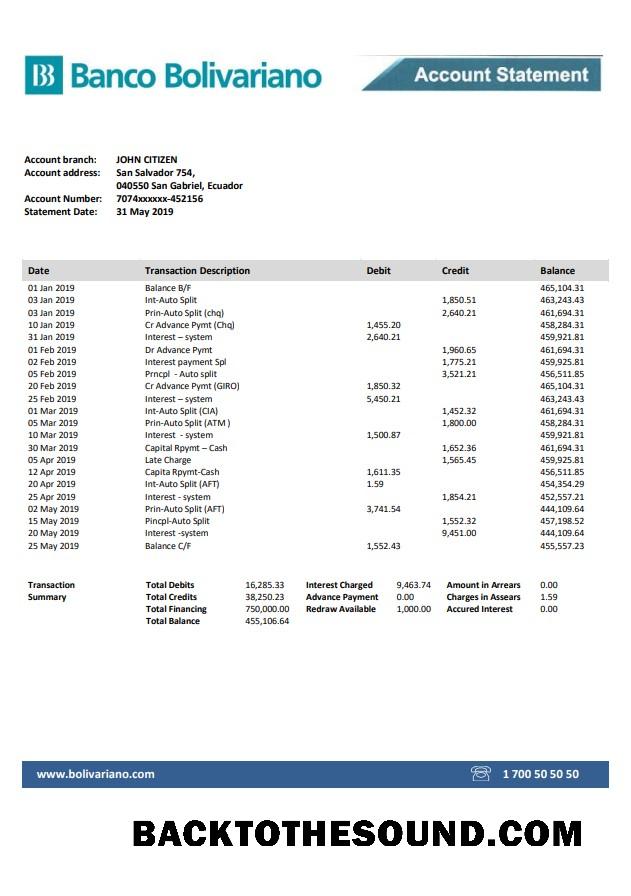 Banco Bolivariano
Account Statement
Account branch: JOHN CITIZEN
Account address: San Salvador 754,
040550 San Gabriel, Ecuador
Account Number: 7074xxxxxx-452156
Statement Date: 31 May 2019
Date Transaction Description Debit Credit Balance
01 Jan 2019 Balance B/F 465,104.31
03 Jan 2019 Int-Auto Split 1,850.51 463,243.43
03 Jan 2019 Prin-Auto Split (chq) 2,640.21 461,694.31
10 Jan 2019 Cr Advance Pymt (Chq) 1,455.20 458,284.31
31 Jan 2019 Interest – system 2,640.21 459,921.81
01 Feb 2019 Dr Advance Pymt 1,960.65 461,694.31
02 Feb 2019 Interest payment Spl 1,775.21 459,925.85
05 Feb 2019 Prncpl - Auto split 3,521.21 456,511.85
20 Feb 2019 Cr Advance Pymt (GIRO) 1,850.32 465,104.31
25 Feb 2019 Interest – system 5,450.21 463,243.43
01 Mar 2019 Int-Auto Split (CIA) 1,452.32 461,694.31
05 Mar 2019 Prin-Auto Split (ATM ) 1,800.00 458,284.31
10 Mar 2019 Interest - system 1,500.87 459,921.81
30 Mar 2019 Capital Rpymt – Cash 1,652.36 461,694.31
05 Apr 2019 Late Charge 1,565.45 459,925.81
12 Apr 2019 Capita Rpymt-Cash 1,611.35 456,511.85
20 Apr 2019 Int-Auto Split (AFT) 1.59 454,354.29
25 Apr 2019 Interest - system 1,854.21 452,557.21
02 May 2019 Prin-Auto Split (AFT) 3,741.54 444,109.64
15 May 2019 Pincpl-Auto Split 1,552.32 457,198.52
20 May 2019 Interest -system 9,451.00 444,109.64
25 May 2019 Balance C/F 1,552.43 455,557.23
Transaction Total Debits 16,285.33 Interest Charged 9,463.74 Amount in Arrears 0.00
Summary Total Credits 38,250.23 Advance Payment 0.00 Charges in Assears 1.59
Total Financing 750,000.00 Redraw Available 1,000.00 Accured Interest 0.00
Total Balance 455,106.64
www.bolivariano.com 1 700 50 50 50
BACKTOTHESOUND.COM